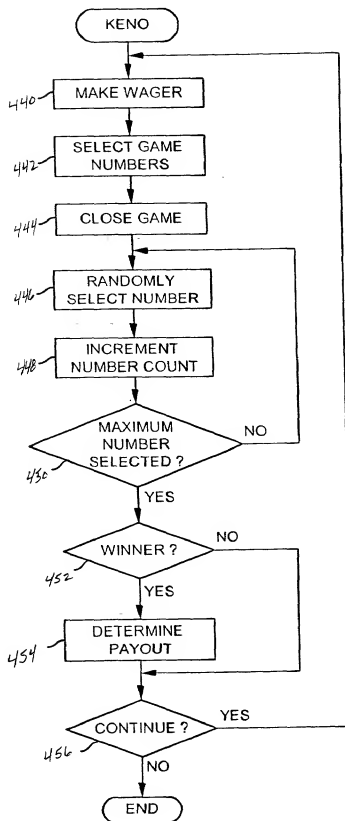 KENO
440
MAKE WAGER
442
SELECT GAME
NUMBERS
444
CLOSE GAME
446
RANDOMLY
SELECT NUMBER
448
INCREMENT
NUMBER COUNT
MAXIMUM
NUMBER
SELECTED ?
NO
430
YES
WINNER ?
NO
452
YES
454
DETERMINE
PAYOUT
CONTINUE ?
YES
456
NO
END